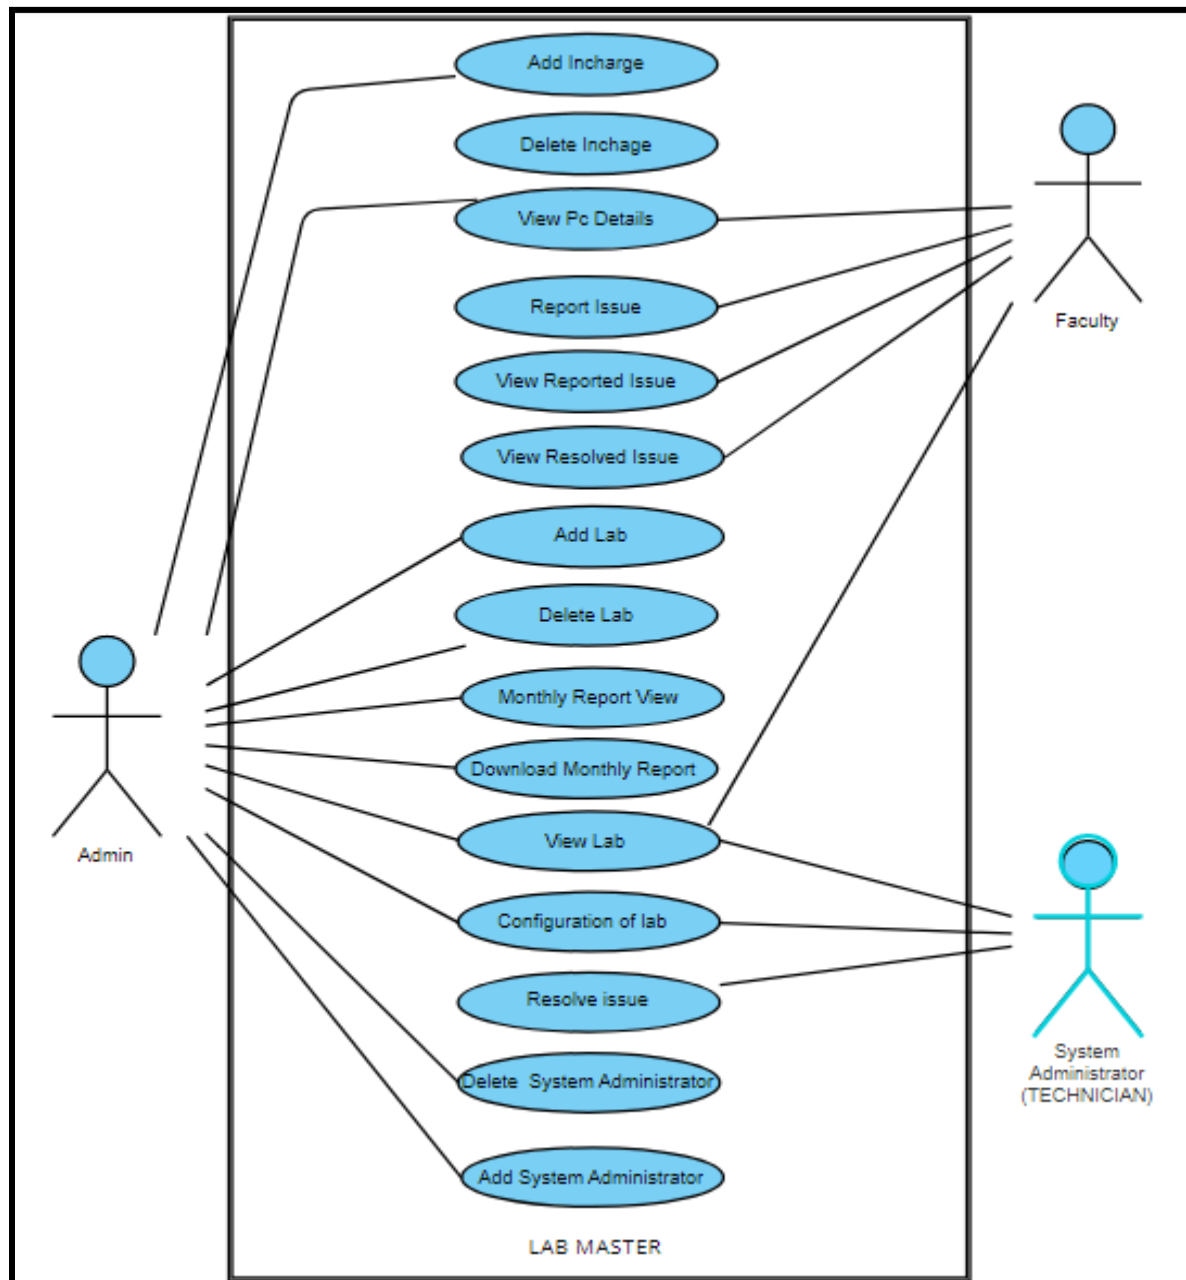 Add Incharge
Delete Inchage
View Pc Details
Report Issue
Faculty
View Reported Issue
View Resolved Issue
Add Lab
Delete Lab
Monthly Report View
Download Monthly Report
View Lab
Admin
Configuration of lab
Resolve issue
System
Administrator
(TECHNICIAN)
Delete System Administrator
Add System Administrator
LAB MASTER